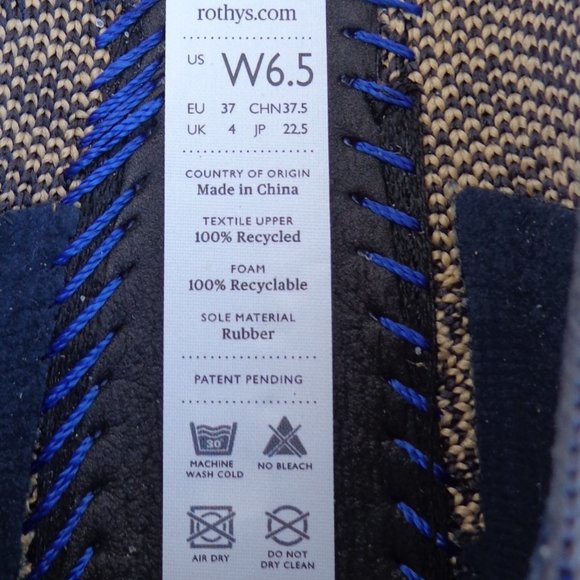 rothys.com
US W6.5
EU 37 CHN 37.5
UK 4 JP 22.5
COUNTRY OF ORIGIN
Made in China
TEXTILE UPPER
100% Recycled
FOAM
100% Recyclable
SOLE MATERIAL
Rubber
PATENT PENDING
30°
MACHINE WASH COLD
NO BLEACH
AIR DRY
DO NOT DRY CLEAN